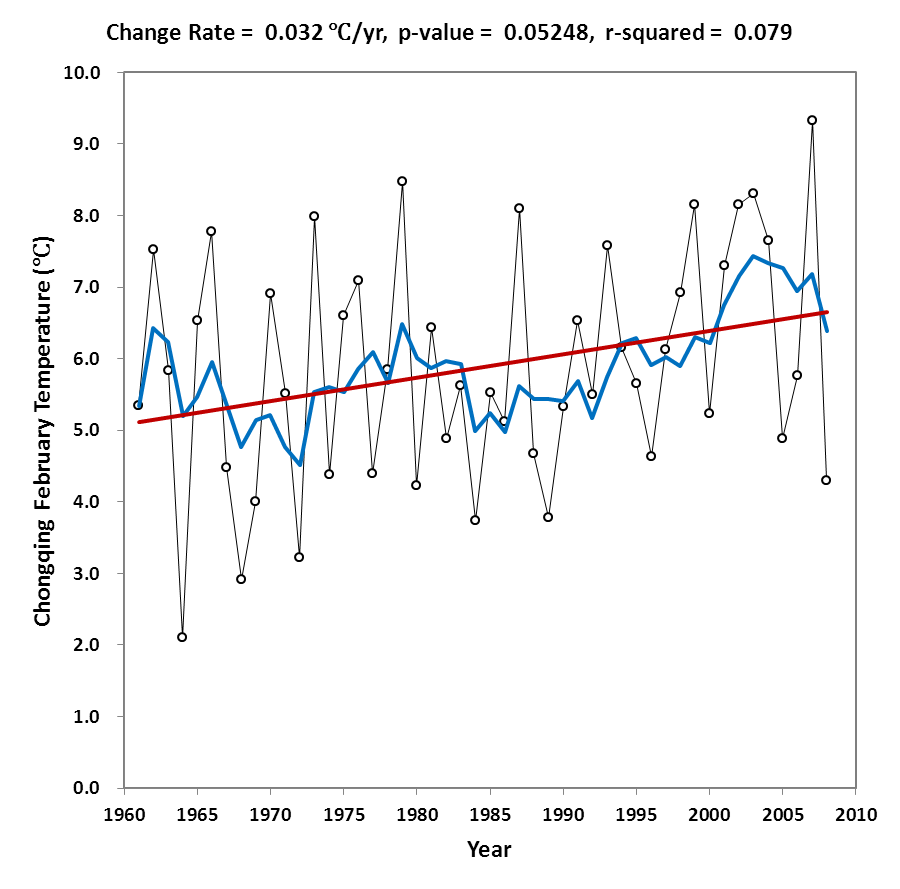 Change Rate = 0.032 ℃/yr, p-value = 0.05248, r-squared = 0.079
Chongqing February Temperature (℃)
10.0
9.0
8.0
7.0
6.0
5.0
4.0
3.0
2.0
1.0
0.0
1960 1965 1970 1975 1980 1985 1990 1995 2000 2005 2010
Year